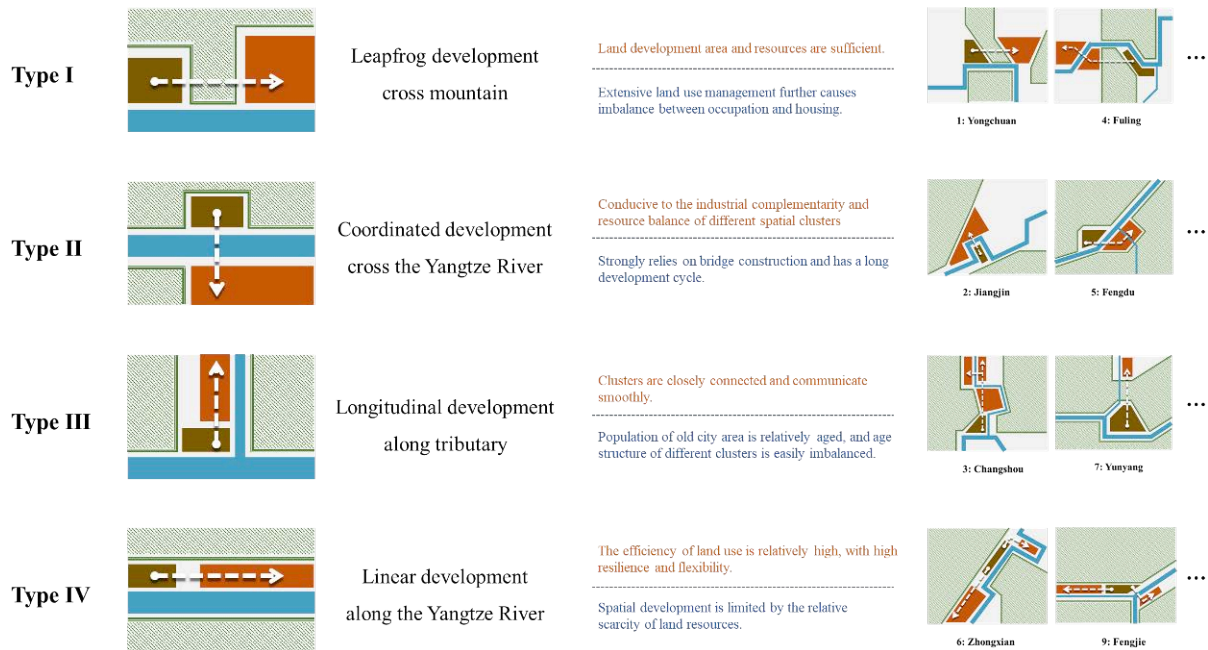 Type I
Leapfrog development
cross mountain
Land development area and resources are sufficient.
Extensive land use management further causes
imbalance between occupation and housing.
1: Yongchuan
4: Fuling
...
Type II
Coordinated development
cross the Yangtze River
Conducive to the industrial complementarity and
resource balance of different spatial clusters
Strongly relies on bridge construction and has a long
development cycle.
2: Jiangjin
5: Fengdu
...
Type III
Longitudinal development
along tributary
Clusters are closely connected and communicate
smoothly.
Population of old city area is relatively aged, and age
structure of different clusters is easily imbalanced.
3: Changshou
7: Yunyang
...
Type IV
Linear development
along the Yangtze River
The efficiency of land use is relatively high, with high
resilience and flexibility.
Spatial development is limited by the relative
scarcity of land resources.
6: Zhongxian
9: Fengjie
...